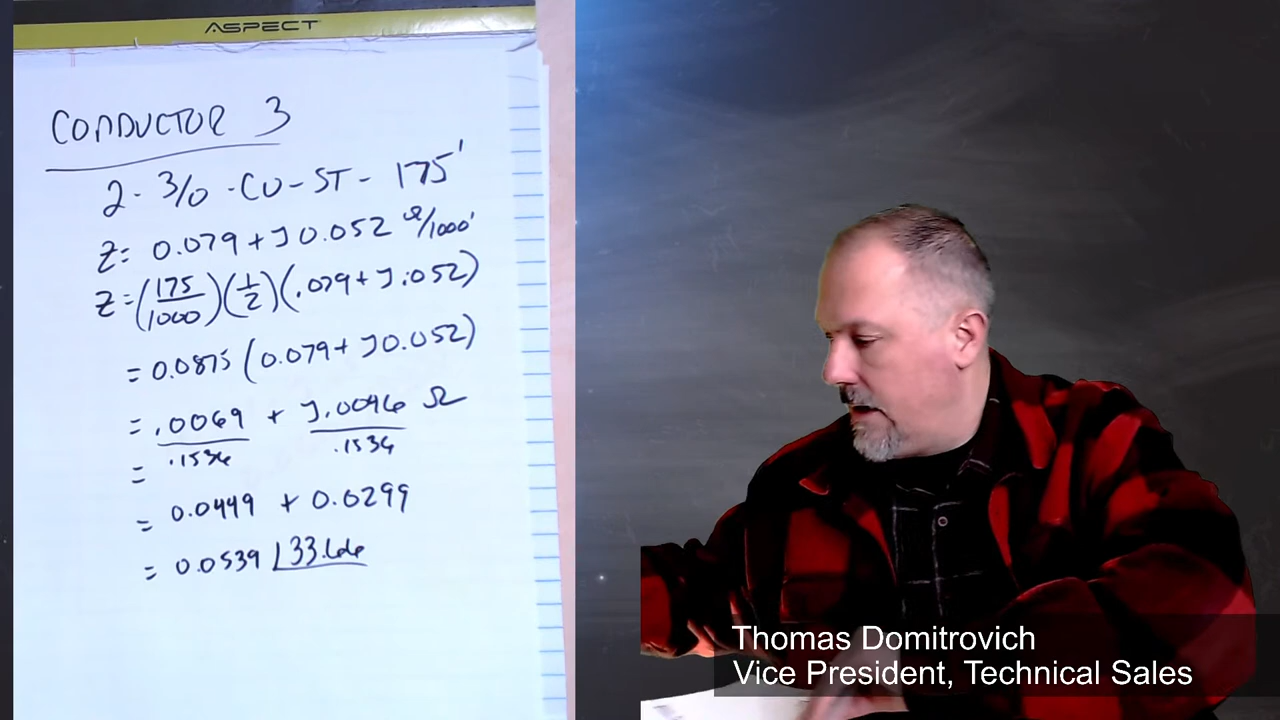 ASPECT
CONDUCTOR 3
2 - 3/0 - CU - ST - 175'
Z = 0.079 + J0.052 Ω/1000'
Z = (175/1000)(1/2)(.079 + J.052)
= 0.0875 (0.079 + J0.052)
= .0069 + J.0046 Ω
= .1536 .1536
= 0.0449 + 0.0299
= 0.0539 ∠33.66
Thomas Domitrovich
Vice President, Technical Sales